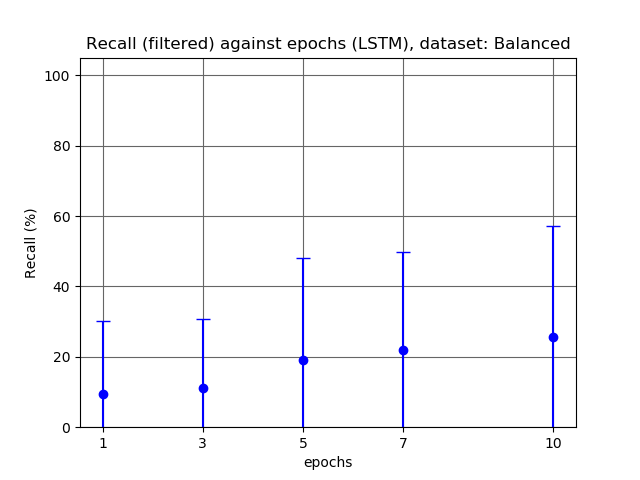 Recall (filtered) against epochs (LSTM), dataset: Balanced
100
80
60
40
20
0
Recall (%)
1 3 5 7 10
epochs